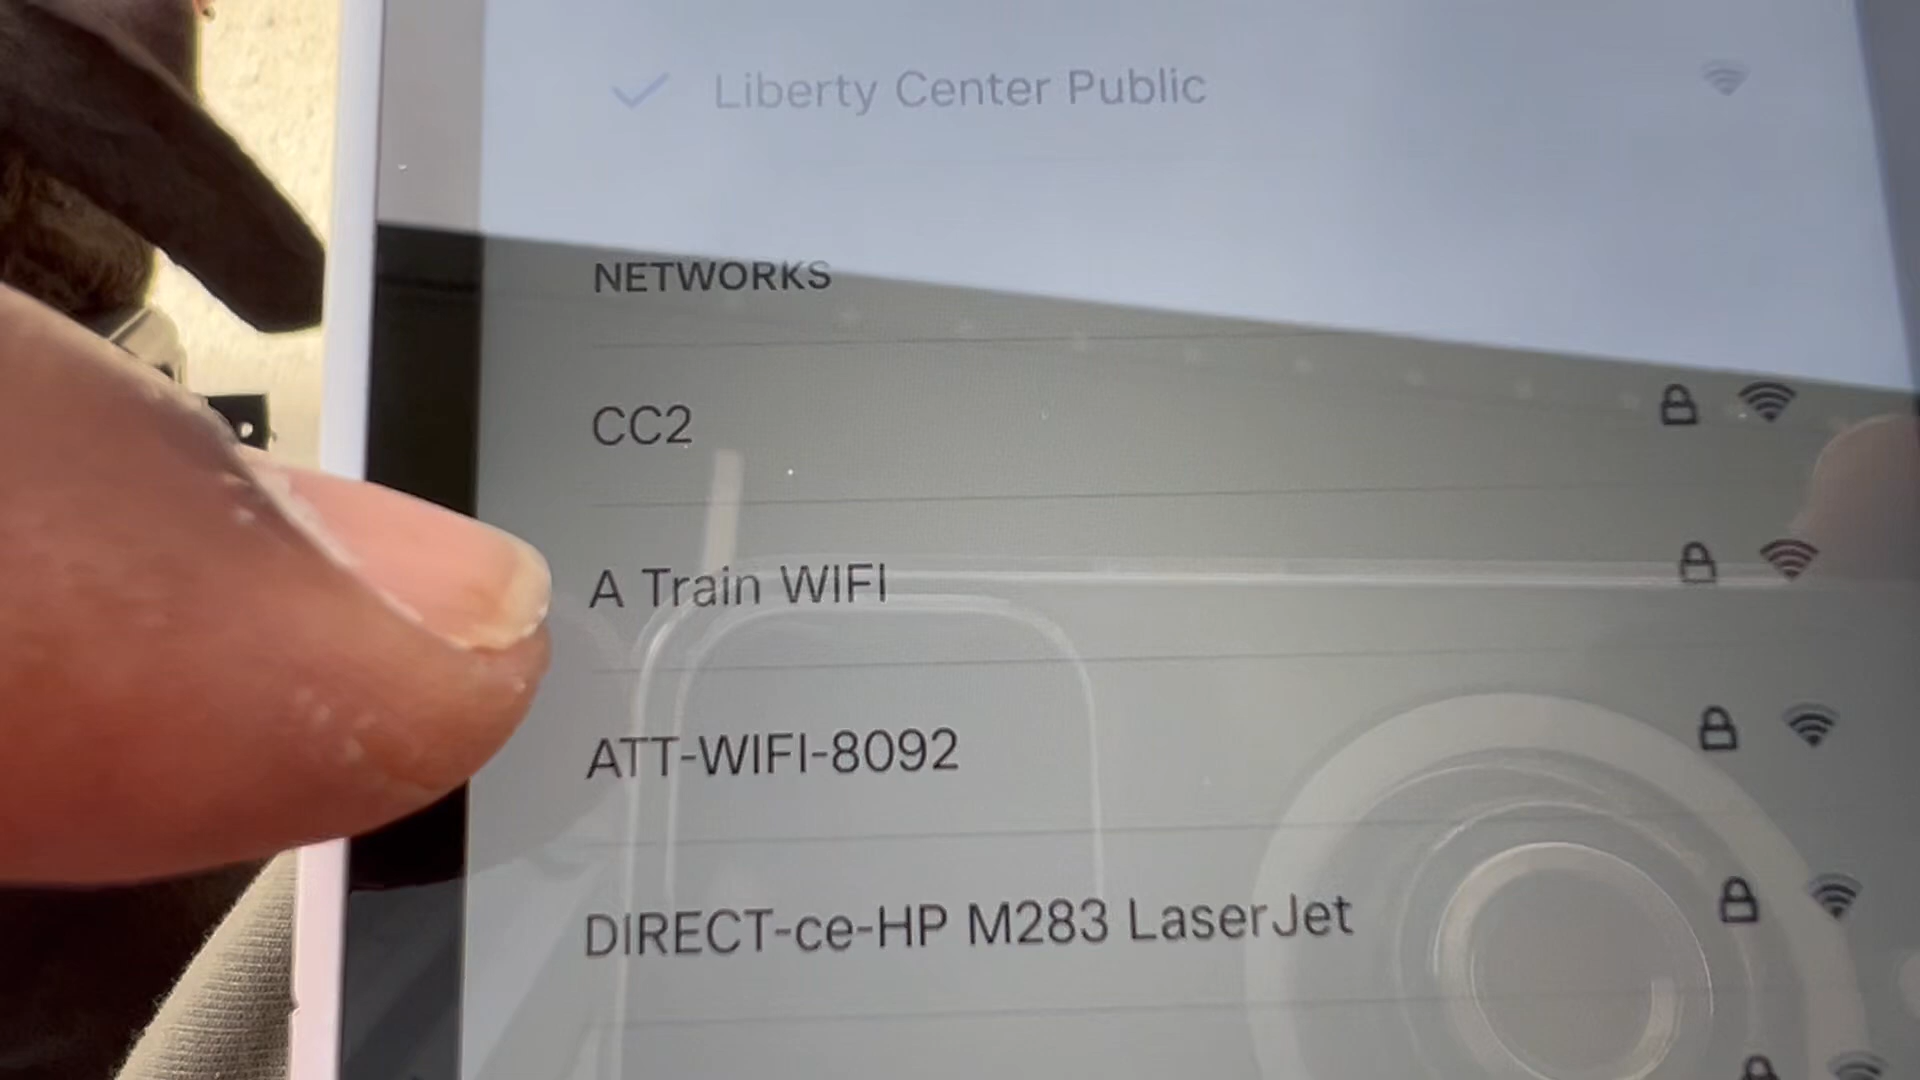 Liberty Center Public
NETWORKS
CC2
A Train WIFI
ATT-WIFI-8092
DIRECT-ce-HP M283 LaserJet